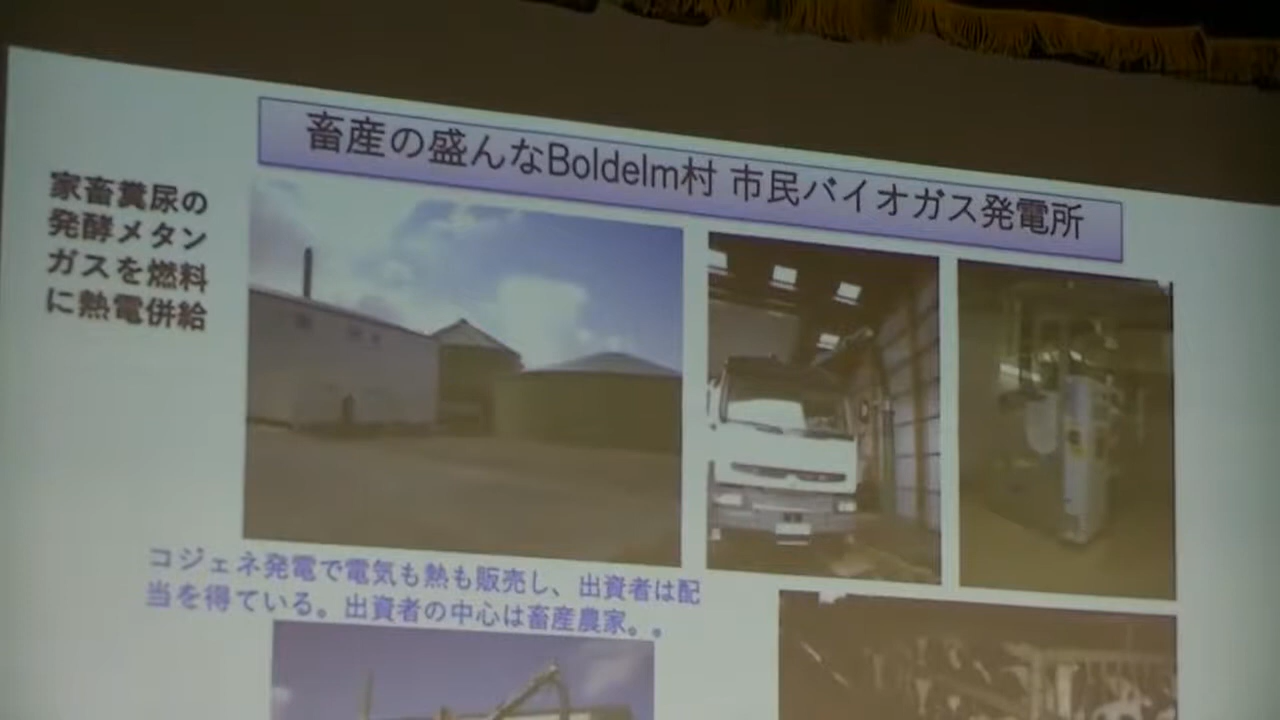 畜産の盛んなBoldelm村 市民バイオガス発電所
家畜糞尿の
発酵メタン
ガスを燃料
に熱電併給
コジェネ発電で電気も熱も販売し、出資者は配
当を得ている。出資者の中心は畜産農家。。